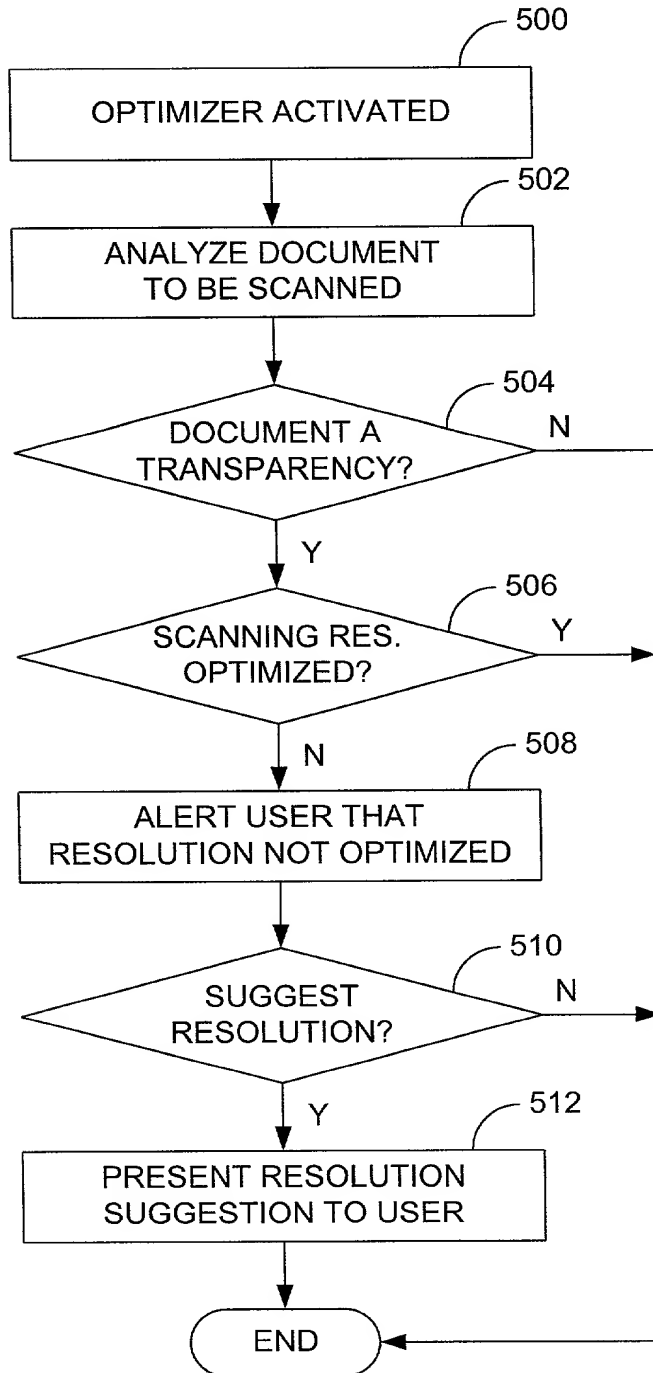 500
OPTIMIZER ACTIVATED
502
ANALYZE DOCUMENT
TO BE SCANNED
504
DOCUMENT A
TRANSPARENCY?
N
Y
506
SCANNING RES.
OPTIMIZED?
Y
N
508
ALERT USER THAT
RESOLUTION NOT OPTIMIZED
510
SUGGEST
RESOLUTION?
N
Y
512
PRESENT RESOLUTION
SUGGESTION TO USER
END